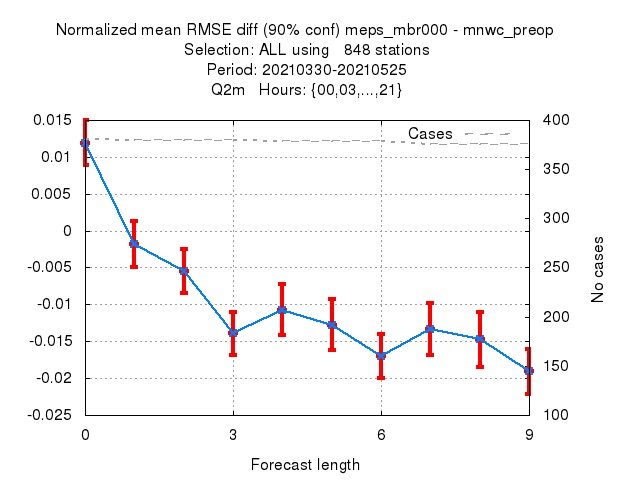 Normalized mean RMSE diff (90% conf) meps_mbr000 - mnwc_preop
Selection: ALL using   848 stations
Period: 20210330-20210525
Q2m   Hours: {00,03,...,21}
0.015
0.01
0.005
0
-0.005
-0.01
-0.015
-0.02
-0.025
Cases
400
350
300
250
200
150
100
No cases
0 3 6 9
Forecast length